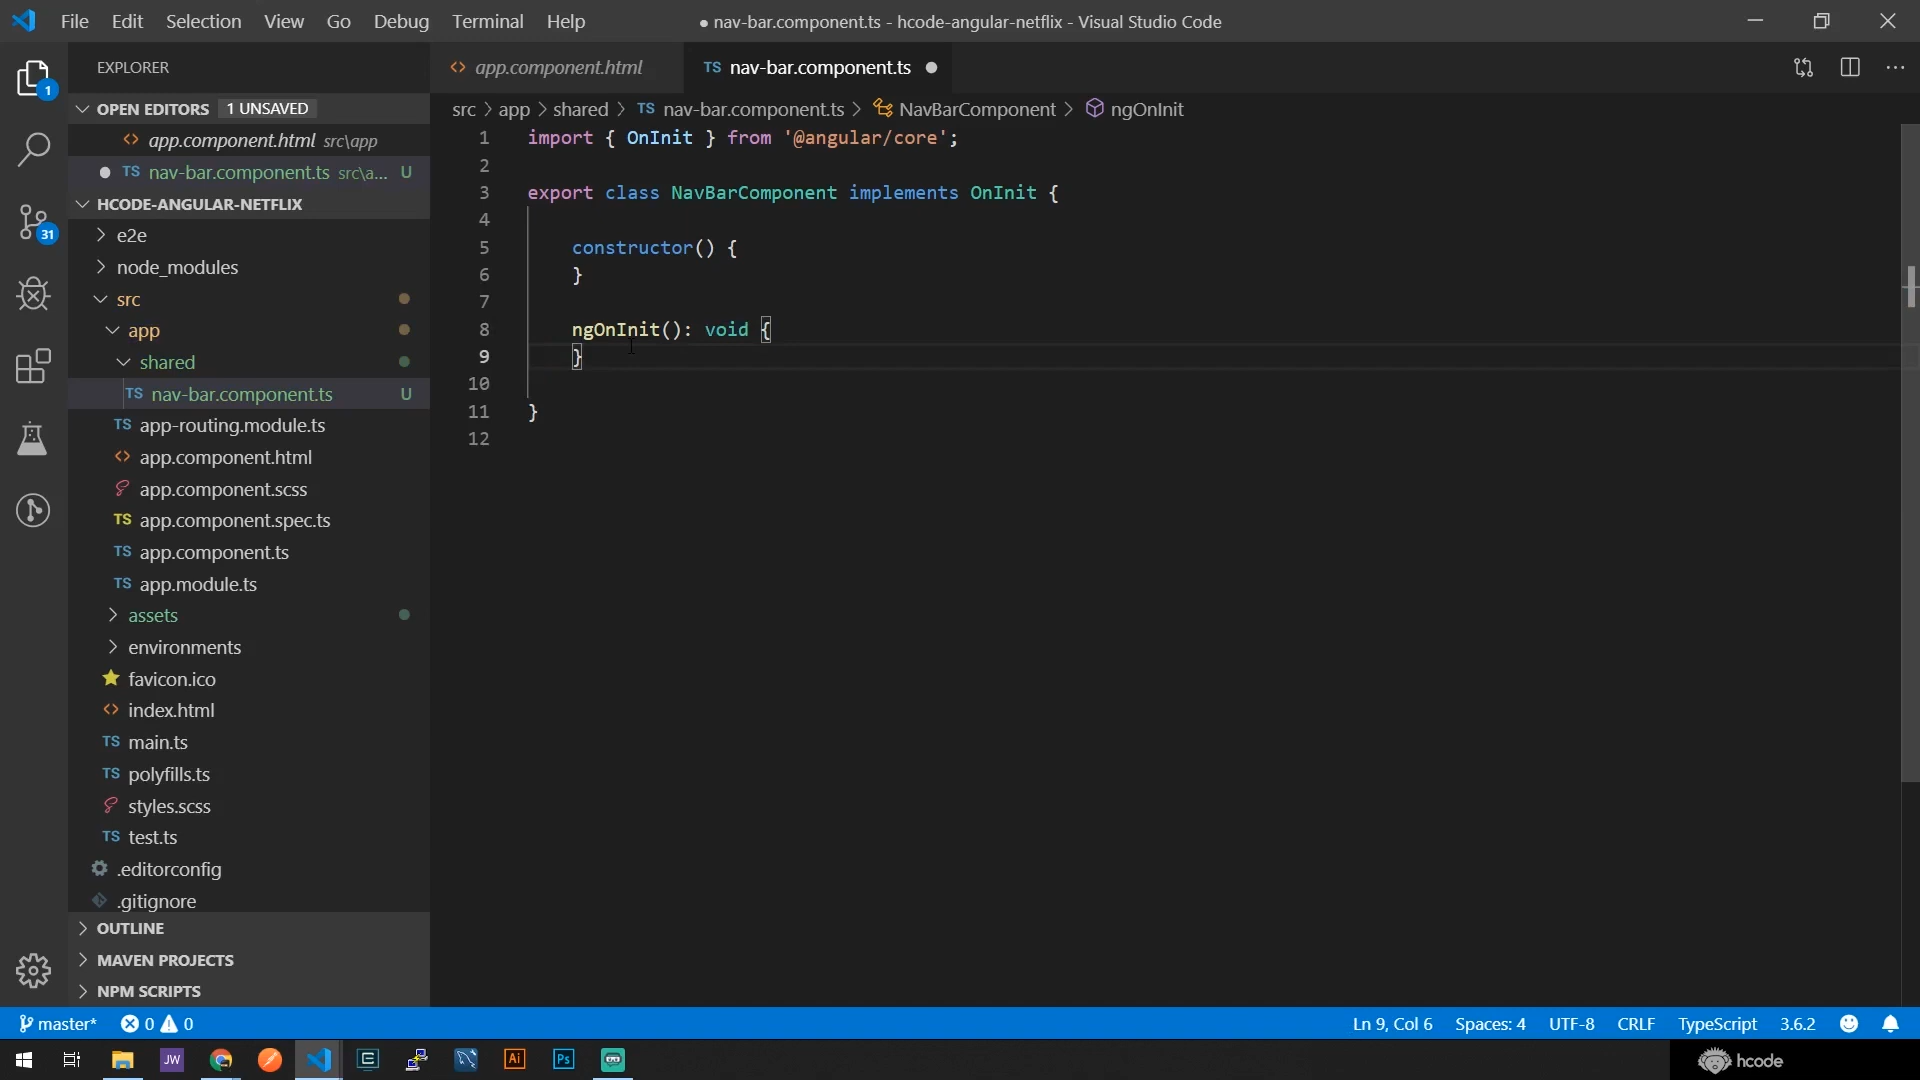 File Edit Selection View Go Debug Terminal Help
● nav-bar.component.ts - hcode-angular-netflix - Visual Studio Code
EXPLORER
OPEN EDITORS 1 UNSAVED
app.component.html src\app
nav-bar.component.ts src\a... U
HCODE-ANGULAR-NETFLIX
e2e
node_modules
src
app
shared
TS nav-bar.component.ts U
TS app-routing.module.ts
app.component.html
app.component.scss
TS app.component.spec.ts
TS app.component.ts
TS app.module.ts
assets
environments
favicon.ico
index.html
TS main.ts
TS polyfills.ts
styles.scss
TS test.ts
.editorconfig
.gitignore
OUTLINE
MAVEN PROJECTS
NPM SCRIPTS
1
31
app.component.html
TS nav-bar.component.ts
src > app > shared > TS nav-bar.component.ts > NavBarComponent > ngOnInit
1 import { OnInit } from '@angular/core';
2
3 export class NavBarComponent implements OnInit {
4
5 constructor() {
6 }
7
8 ngOnInit(): void {
9 }
10
11 }
12
master* 0 0
Ln 9, Col 6 Spaces: 4 UTF-8 CRLF TypeScript 3.6.2
JW Ai Ps
hcode